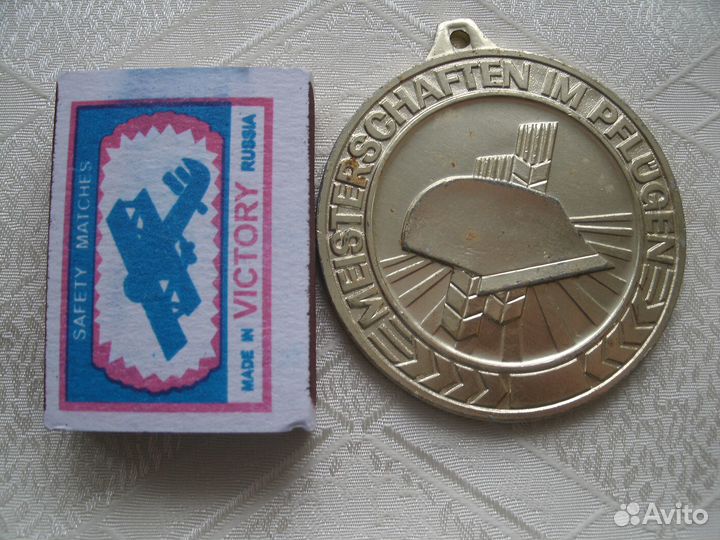 SAFETY MATCHES
MADE IN VICTORY RUSSIA
MEISTERSCHAFTEN IM PFLÜGEN
Avito